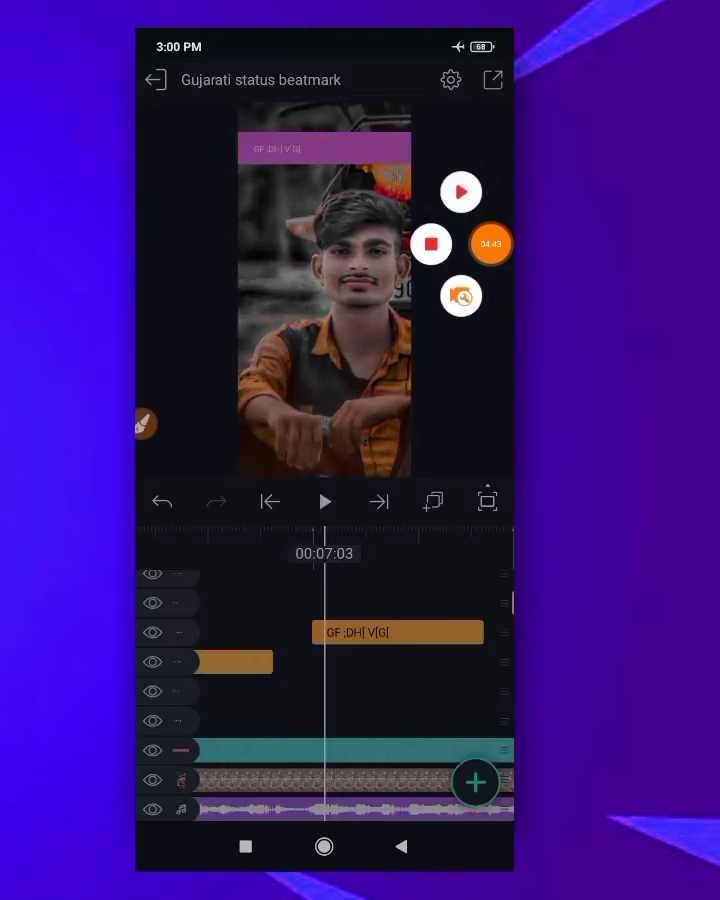 3:00 PM
68
Gujarati status beatmark
GF ;DH[ V[G[
04:43
00:07:03
GF ;DH[ V[G[